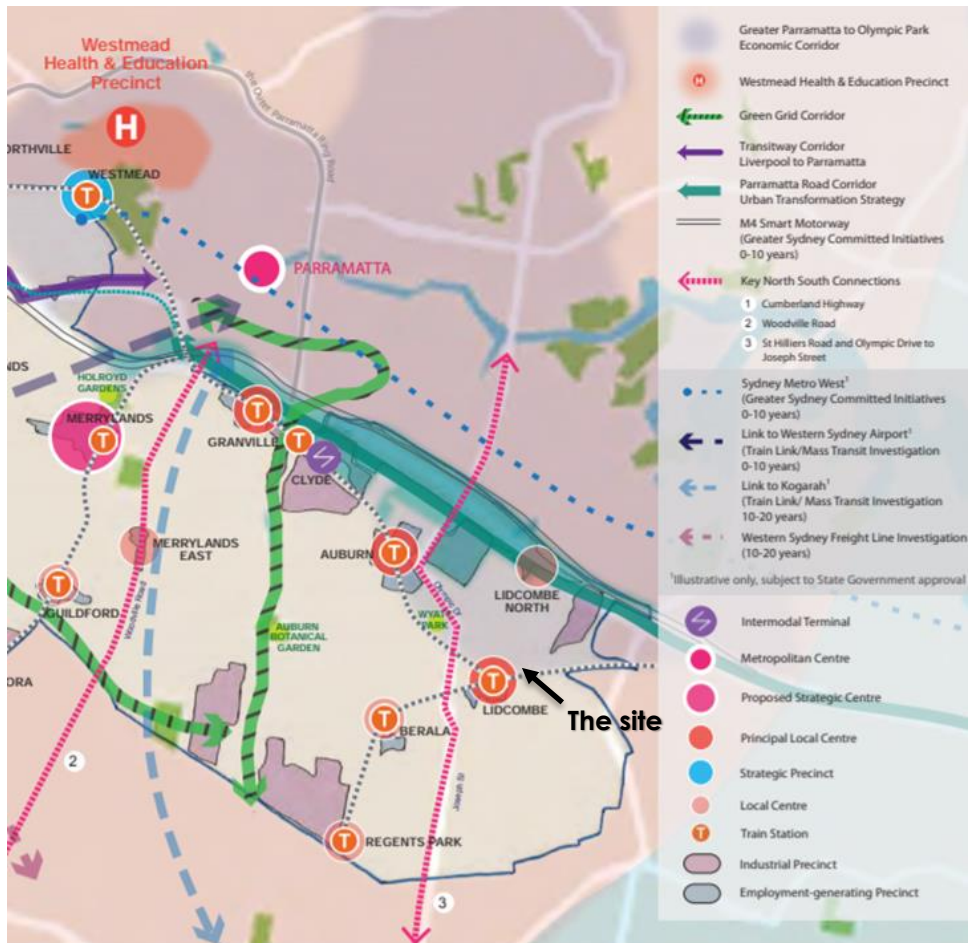 Westmead
Health & Education
Precinct
H
ORTHVILLE
WESTMEAD
T
PARRAMATTA
NDS
HOLROYD
GARDENS
MERRYLANDS
T
GRANVILLE
T
T
CLYDE
MERRYLANDS
EAST
Woodville Road
AUBURN
T
LIDCOMBE
NORTH
T
GUILDFORD
AUBURN
BOTANICAL
GARDEN
WYATT
PARK
ORA
T
LIDCOMBE
The site
T
BERALA
2
Joseph St
T
REGENTS PARK
3
Greater Parramatta to Olympic Park
Economic Corridor
H
Westmead Health & Education Precinct
Green Grid Corridor
Transitway Corridor
Liverpool to Parramatta
Parramatta Road Corridor
Urban Transformation Strategy
M4 Smart Motorway
(Greater Sydney Committed Initiatives
0-10 years)
Key North South Connections
1 Cumberland Highway
2 Woodville Road
3 St Hilliers Road and Olympic Drive to
Joseph Street
Sydney Metro West¹
(Greater Sydney Committed Initiatives
0-10 years)
Link to Western Sydney Airport¹
(Train Link/Mass Transit Investigation
0-10 years)
Link to Kogarah¹
(Train Link/ Mass Transit Investigation
10-20 years)
Western Sydney Freight Line Investigation
(10-20 years)
¹Illustrative only, subject to State Government approval
Intermodal Terminal
Metropolitan Centre
Proposed Strategic Centre
Principal Local Centre
Strategic Precinct
Local Centre
T
Train Station
Industrial Precinct
Employment-generating Precinct